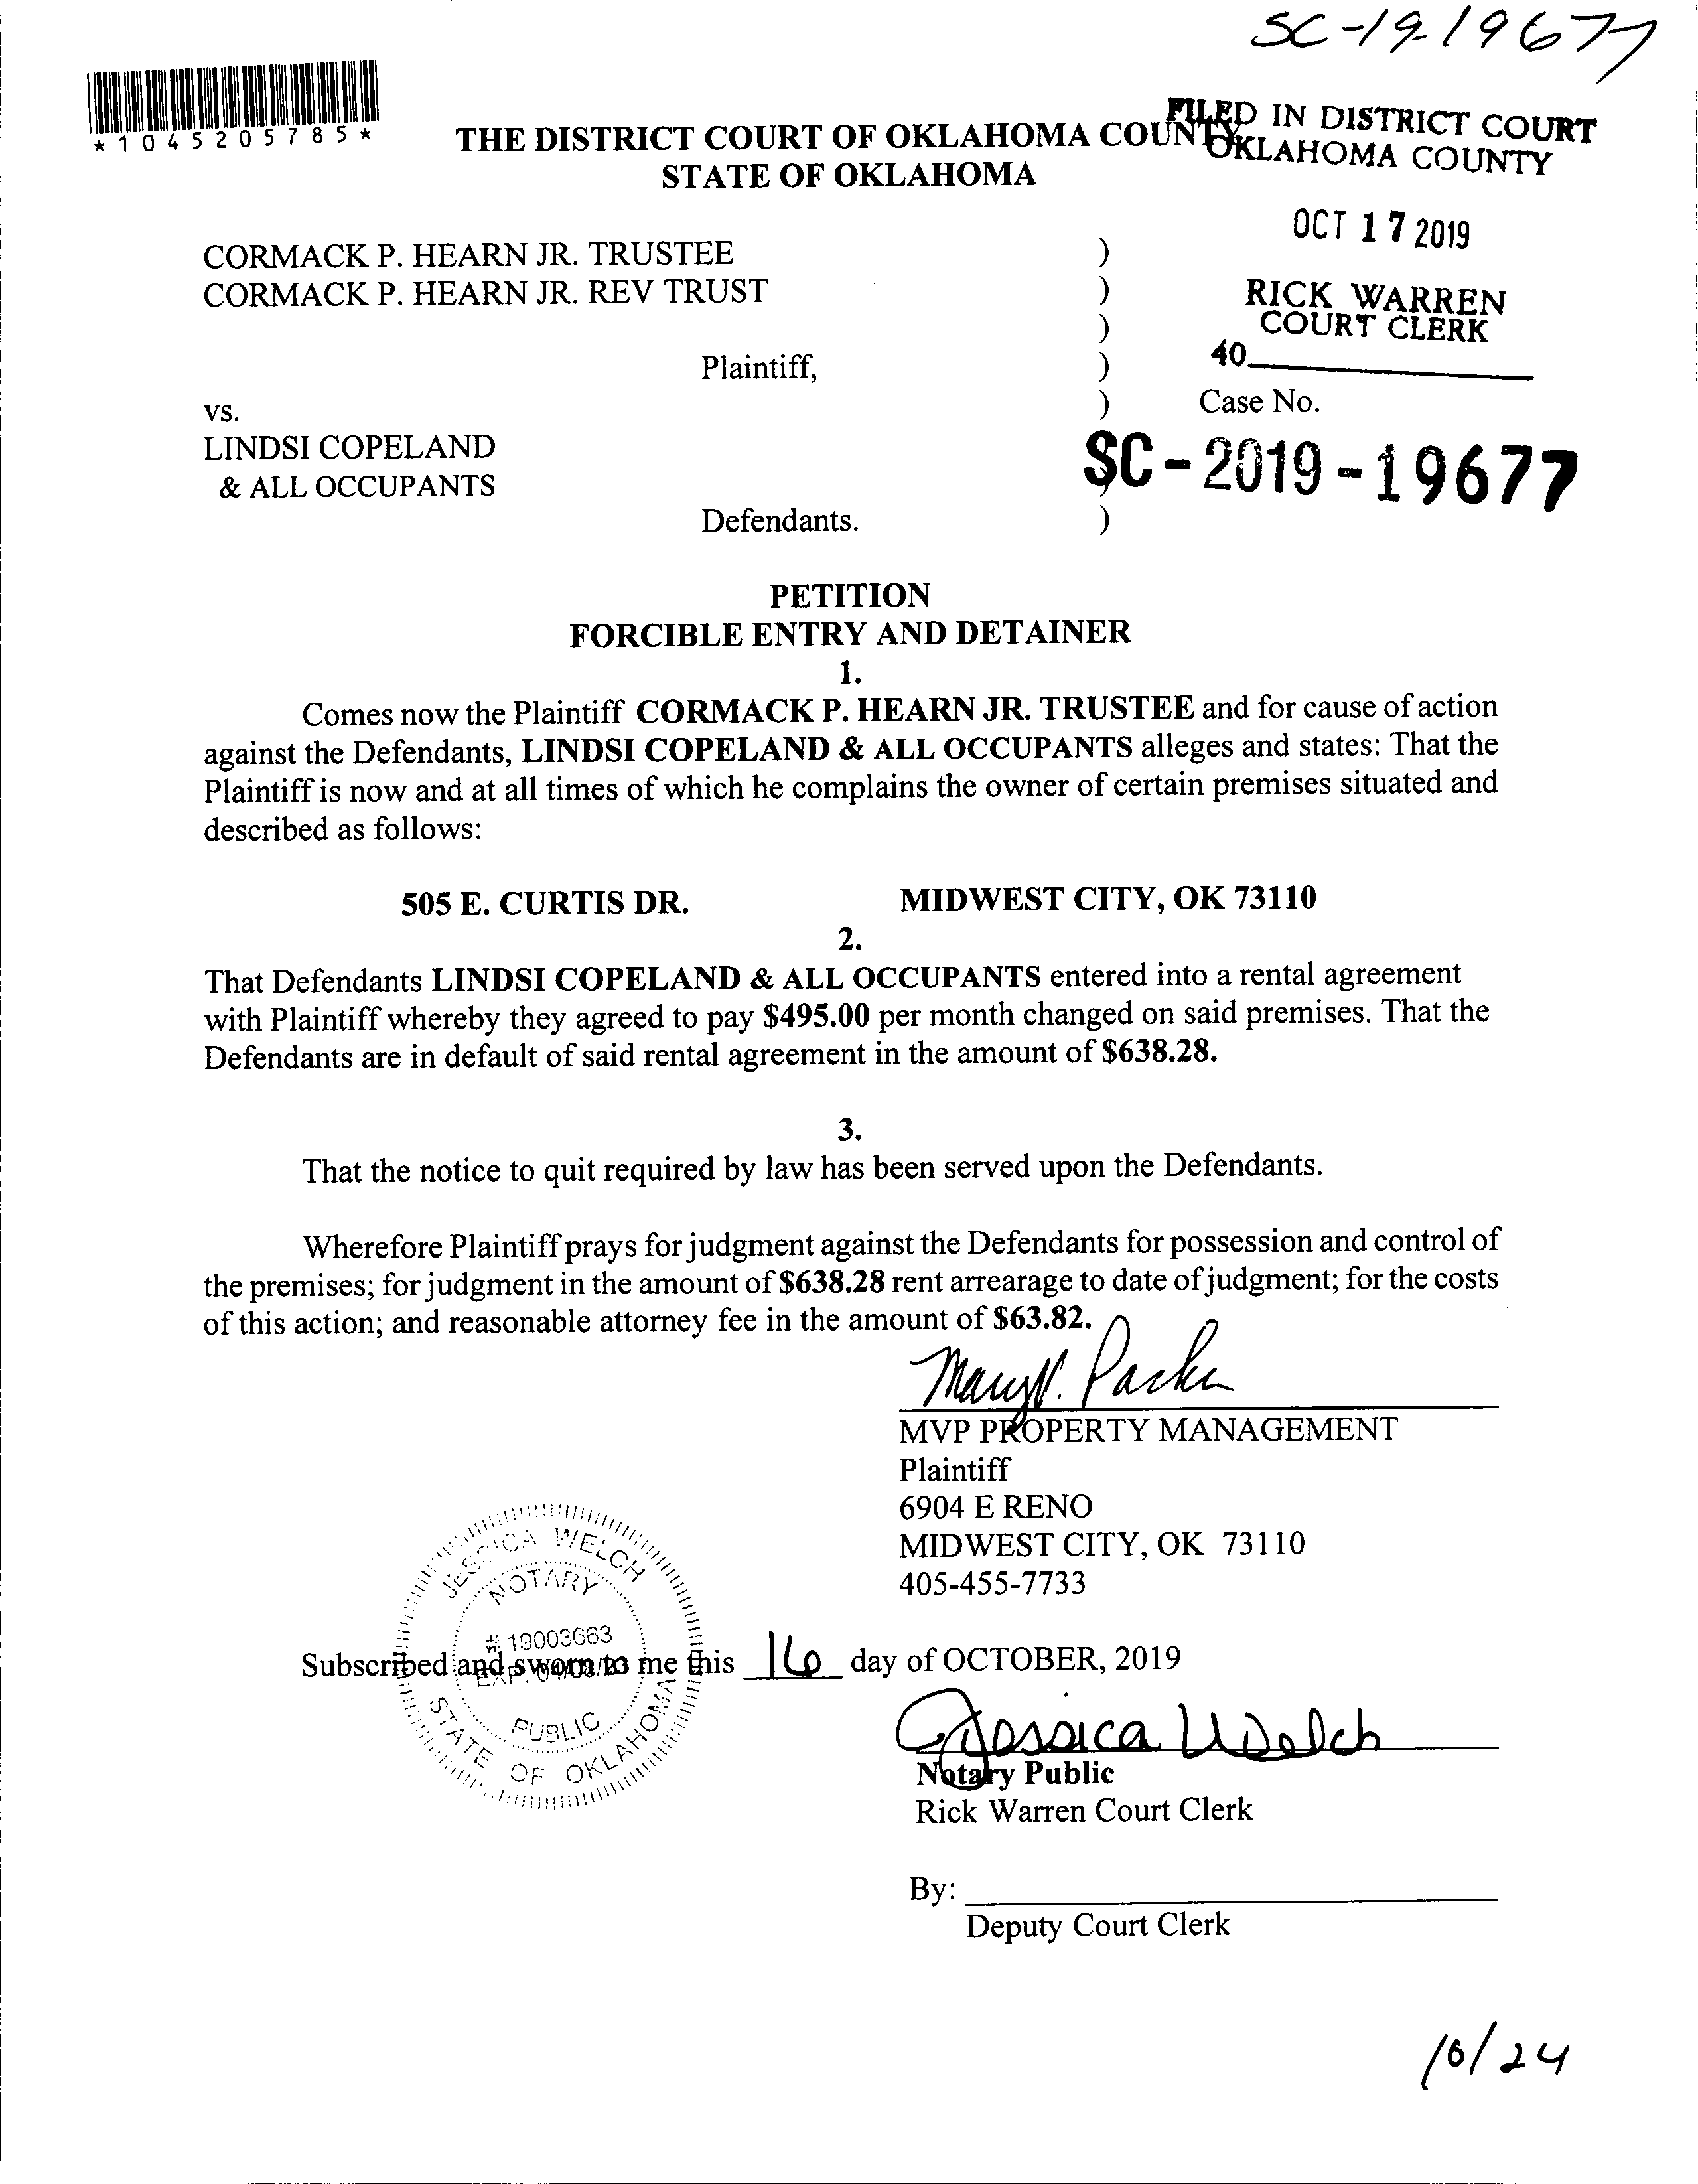 SC-19-19677
*1045205785*
THE DISTRICT COURT OF OKLAHOMA COUNTY
STATE OF OKLAHOMA
FILED IN DISTRICT COURT
OKLAHOMA COUNTY
OCT 17 2019
RICK WARREN
COURT CLERK
40
CORMACK P. HEARN JR. TRUSTEE )
CORMACK P. HEARN JR. REV TRUST )
)
Plaintiff, )
vs. ) Case No.
LINDSI COPELAND
SC-2019-19677
& ALL OCCUPANTS )
Defendants. )
PETITION
FORCIBLE ENTRY AND DETAINER
1.
Comes now the Plaintiff CORMACK P. HEARN JR. TRUSTEE and for cause of action
against the Defendants, LINDSI COPELAND & ALL OCCUPANTS alleges and states: That the
Plaintiff is now and at all times of which he complains the owner of certain premises situated and
described as follows:
505 E. CURTIS DR. MIDWEST CITY, OK 73110
2.
That Defendants LINDSI COPELAND & ALL OCCUPANTS entered into a rental agreement
with Plaintiff whereby they agreed to pay $495.00 per month changed on said premises. That the
Defendants are in default of said rental agreement in the amount of $638.28.
3.
That the notice to quit required by law has been served upon the Defendants.
Wherefore Plaintiff prays for judgment against the Defendants for possession and control of
the premises; for judgment in the amount of $638.28 rent arrearage to date of judgment; for the costs
of this action; and reasonable attorney fee in the amount of $63.82.
MVP PROPERTY MANAGEMENT
Plaintiff
6904 E RENO
MIDWEST CITY, OK 73110
405-455-7733
JESSICA WELCH
NOTARY
# 19003663
PUBLIC
STATE OF OKLAHOMA
Subscribed and sworn to me this 16 day of OCTOBER, 2019
Jessica Welch
Notary Public
Rick Warren Court Clerk
By:
Deputy Court Clerk
10/24